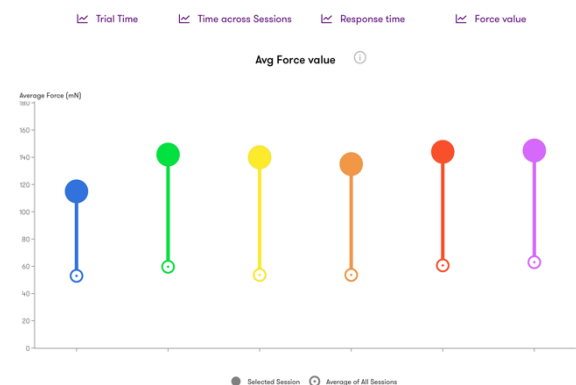 Trial Time
Time across Sessions
Response time
Force value
Avg Force value
Average Force (mN)
180
160
140
120
100
80
60
40
20
0
Selected Session
Average of All Sessions